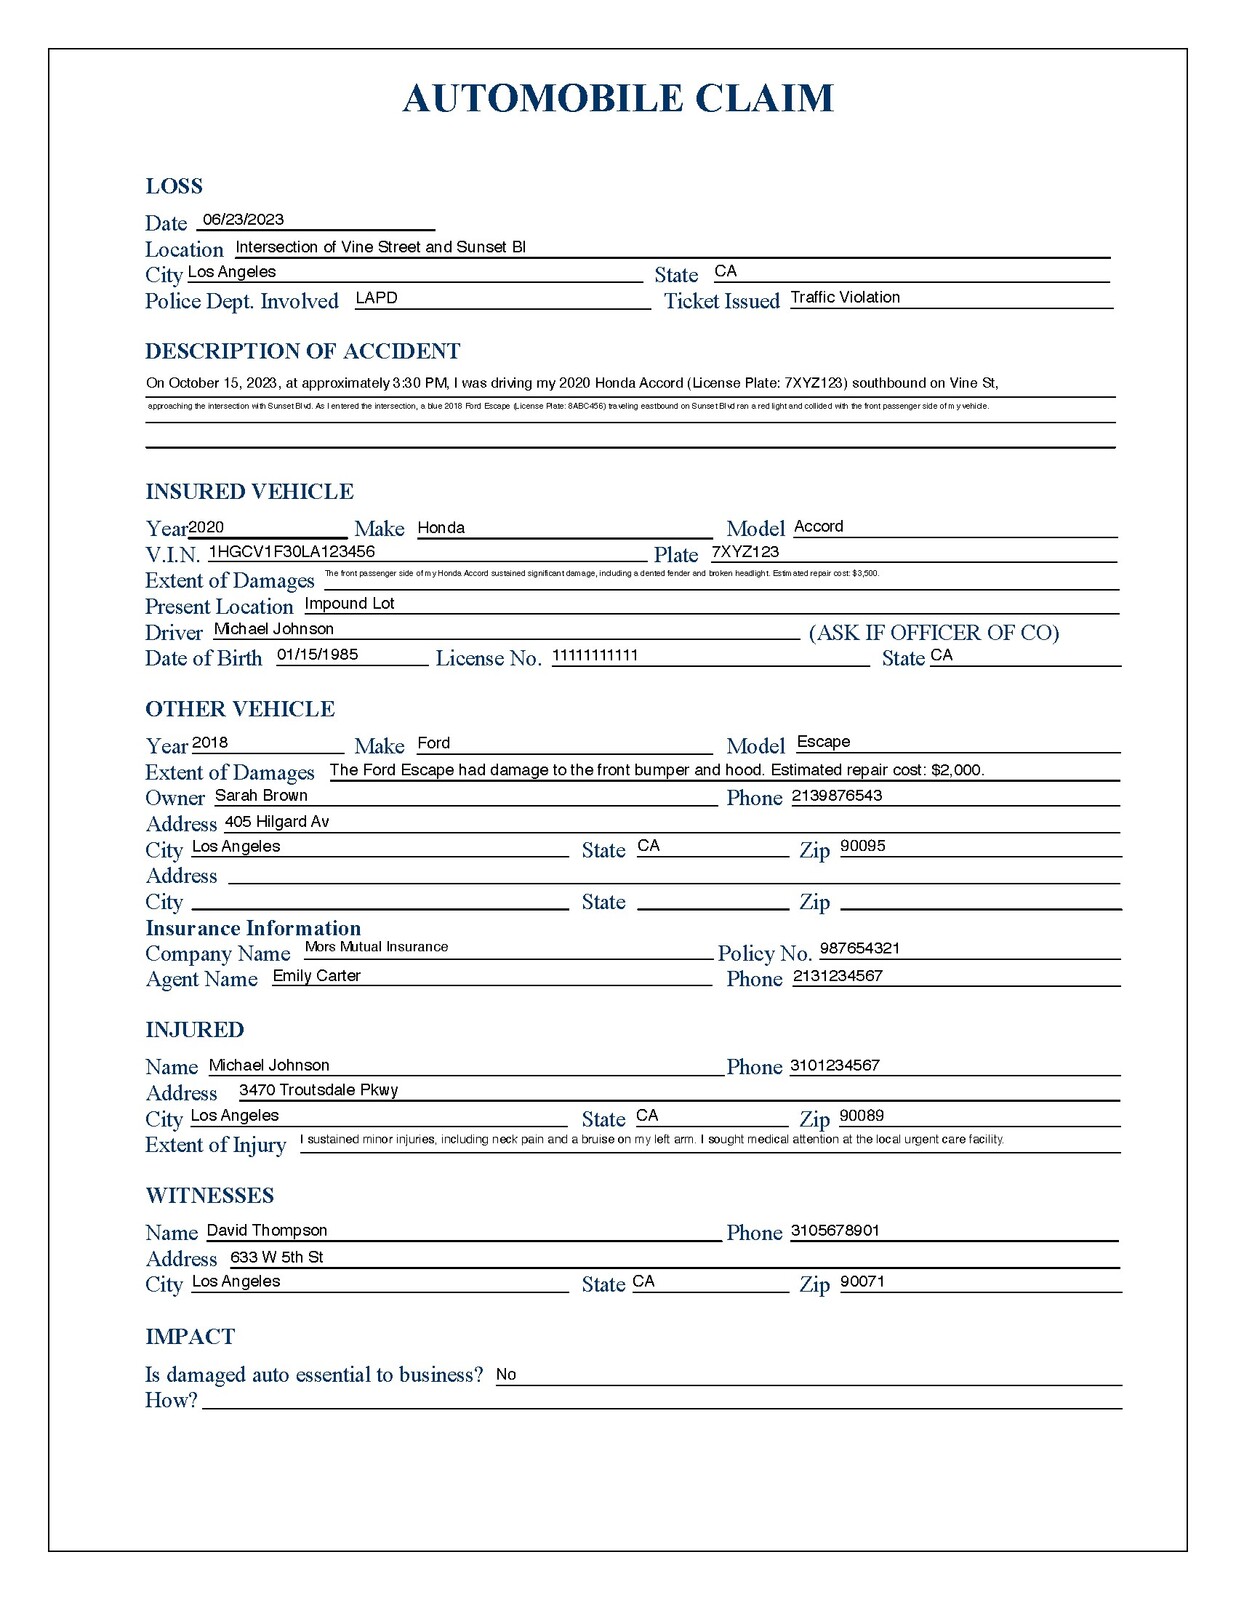 AUTOMOBILE CLAIM
LOSS
Date 06/23/2023
Location Intersection of Vine Street and Sunset Bl
City Los Angeles State CA
Police Dept. Involved LAPD Ticket Issued Traffic Violation
DESCRIPTION OF ACCIDENT
On October 15, 2023, at approximately 3:30 PM, I was driving my 2020 Honda Accord (License Plate: 7XYZ123) southbound on Vine St,
approaching the intersection with Sunset Blvd. As I entered the intersection, a blue 2018 Ford Escape (License Plate: 8ABC456) traveling eastbound on Sunset Blvd ran a red light and collided with the front passenger side of my vehicle.
INSURED VEHICLE
Year 2020 Make Honda Model Accord
V.I.N. 1HGCV1F30LA123456 Plate 7XYZ123
Extent of Damages The front passenger side of my Honda Accord sustained significant damage, including a dented fender and broken headlight. Estimated repair cost: $3,500.
Present Location Impound Lot
Driver Michael Johnson (ASK IF OFFICER OF CO)
Date of Birth 01/15/1985 License No. 11111111111 State CA
OTHER VEHICLE
Year 2018 Make Ford Model Escape
Extent of Damages The Ford Escape had damage to the front bumper and hood. Estimated repair cost: $2,000.
Owner Sarah Brown Phone 2139876543
Address 405 Hilgard Av
City Los Angeles State CA Zip 90095
Address
City State Zip
Insurance Information
Company Name Mors Mutual Insurance Policy No. 987654321
Agent Name Emily Carter Phone 2131234567
INJURED
Name Michael Johnson Phone 3101234567
Address 3470 Troutsdale Pkwy
City Los Angeles State CA Zip 90089
Extent of Injury I sustained minor injuries, including neck pain and a bruise on my left arm. I sought medical attention at the local urgent care facility.
WITNESSES
Name David Thompson Phone 3105678901
Address 633 W 5th St
City Los Angeles State CA Zip 90071
IMPACT
Is damaged auto essential to business? No
How?